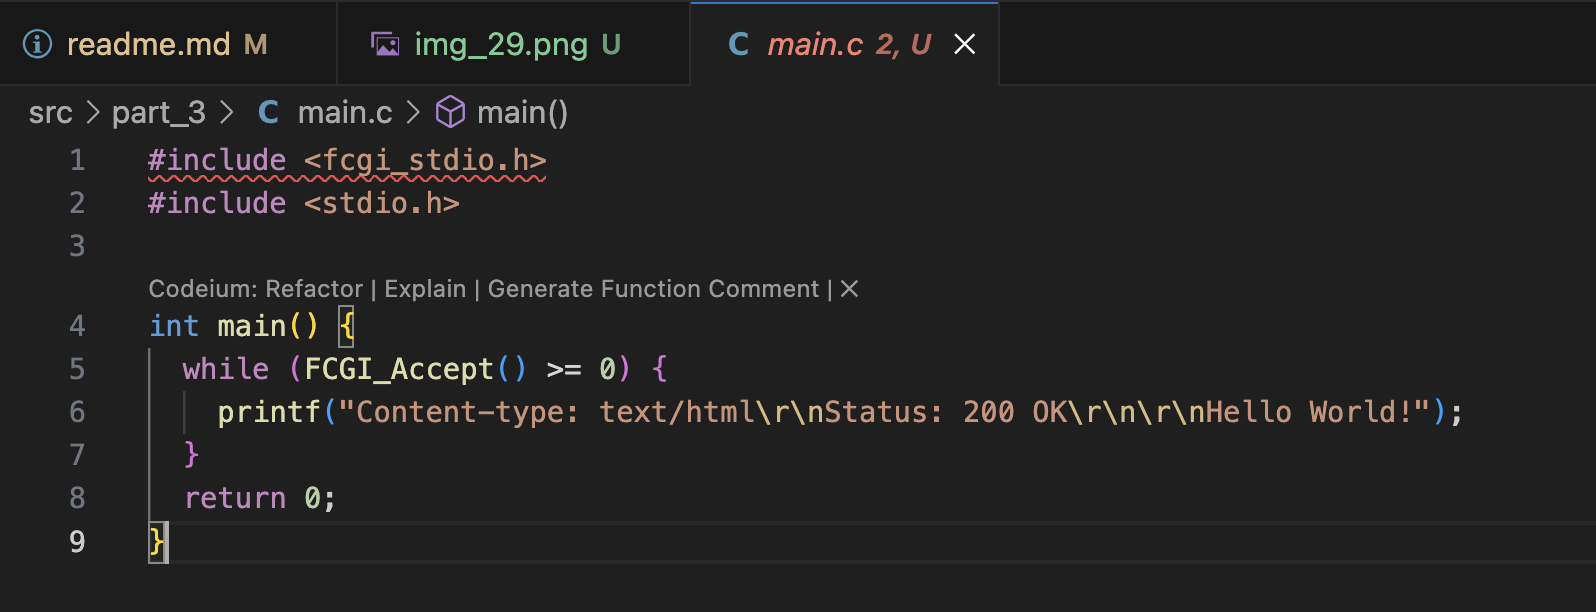 readme.md M img_29.png U C main.c 2, U
src > part_3 > C main.c > main()
1 #include <fcgi_stdio.h>
2 #include <stdio.h>
3
Codeium: Refactor | Explain | Generate Function Comment | ✕
4 int main() {
5   while (FCGI_Accept() >= 0) {
6     printf("Content-type: text/html\r\nStatus: 200 OK\r\n\r\nHello World!");
7   }
8   return 0;
9 }